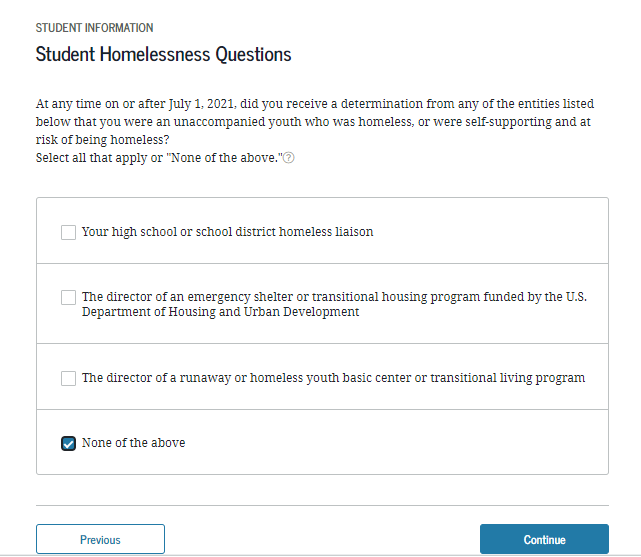 STUDENT INFORMATION
Student Homelessness Questions
At any time on or after July 1, 2021, did you receive a determination from any of the entities listed
below that you were an unaccompanied youth who was homeless, or were self-supporting and at
risk of being homeless?
Select all that apply or "None of the above."?
Your high school or school district homeless liaison
The director of an emergency shelter or transitional housing program funded by the U.S.
Department of Housing and Urban Development
The director of a runaway or homeless youth basic center or transitional living program
None of the above
Previous
Continue